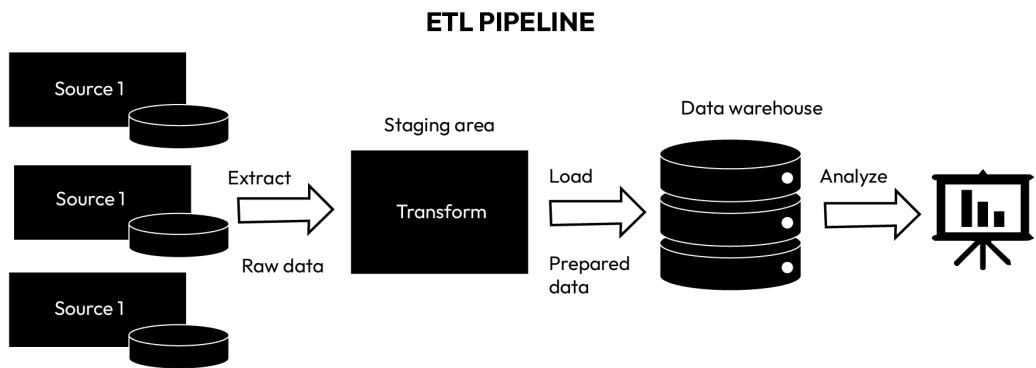 ETL PIPELINE
Source 1
Source 1
Source 1
Extract
Raw data
Staging area
Transform
Load
Prepared
data
Data warehouse
Analyze